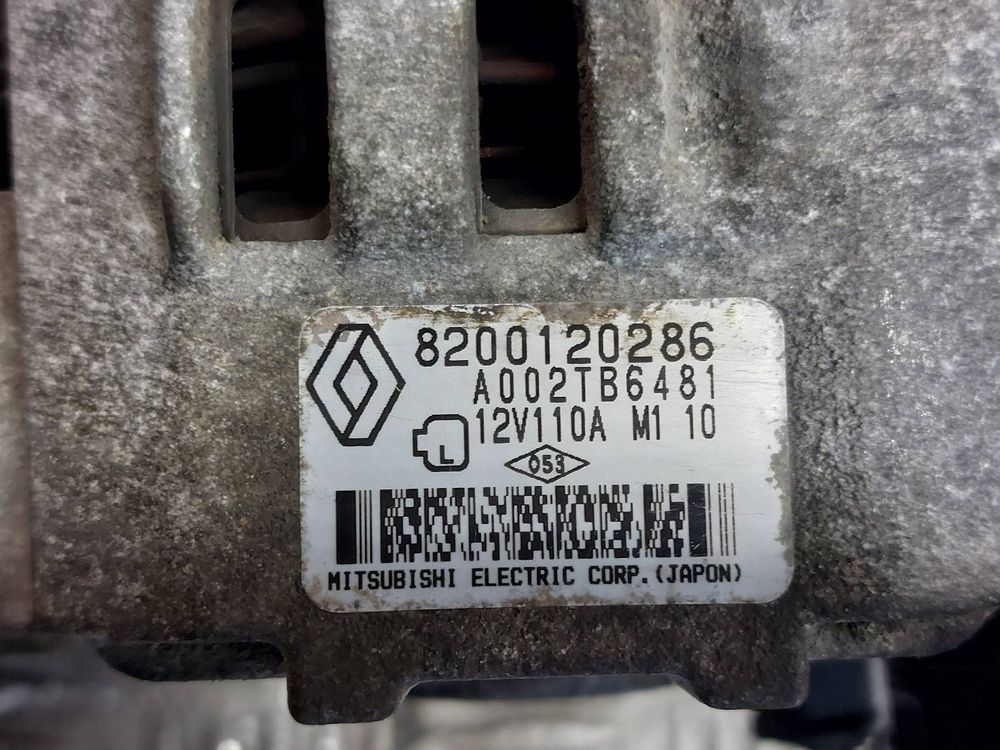 8200120286
A002TB6481
12V110A M1 10
L
053
MITSUBISHI ELECTRIC CORP.(JAPON)